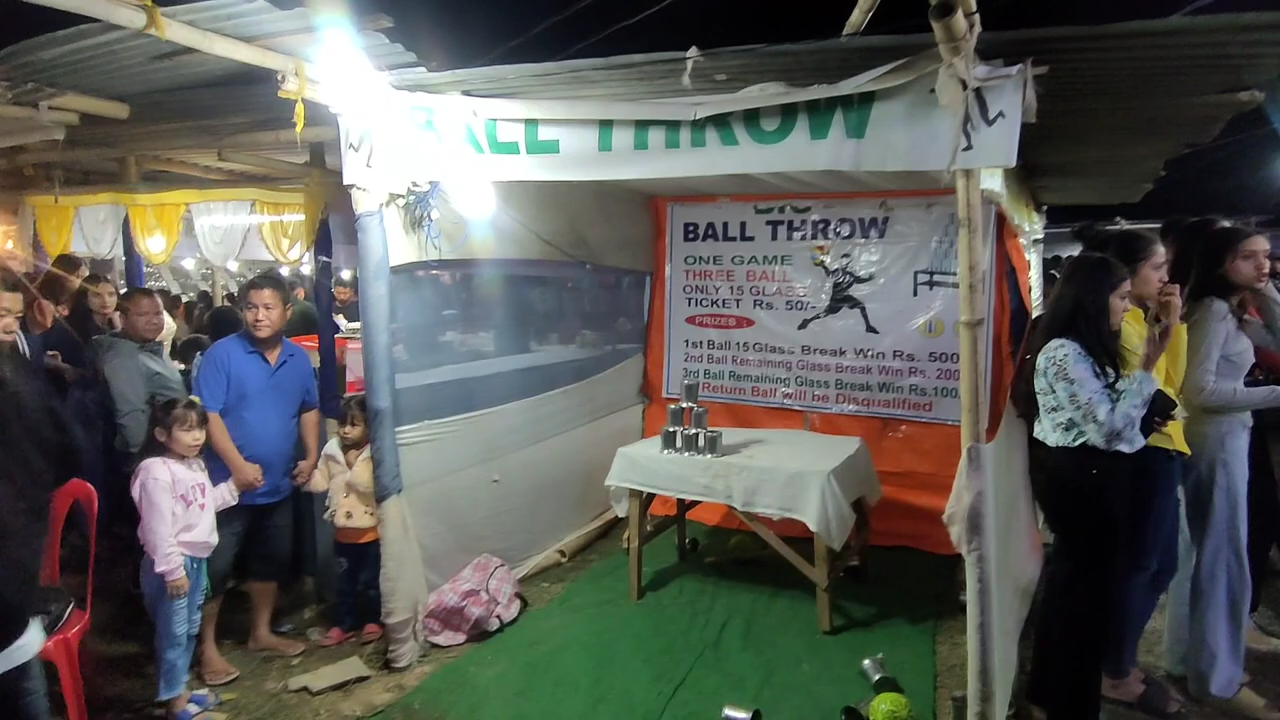 BALL THROW
BIG
BALL THROW
ONE GAME
THREE BALL
ONLY 15 GLASS
TICKET Rs. 50/-
PRIZES :
1st Ball 15 Glass Break Win Rs. 500
2nd Ball Remaining Glass Break Win Rs. 200
3rd Ball Remaining Glass Break Win Rs.100
Return Ball will be Disqualified